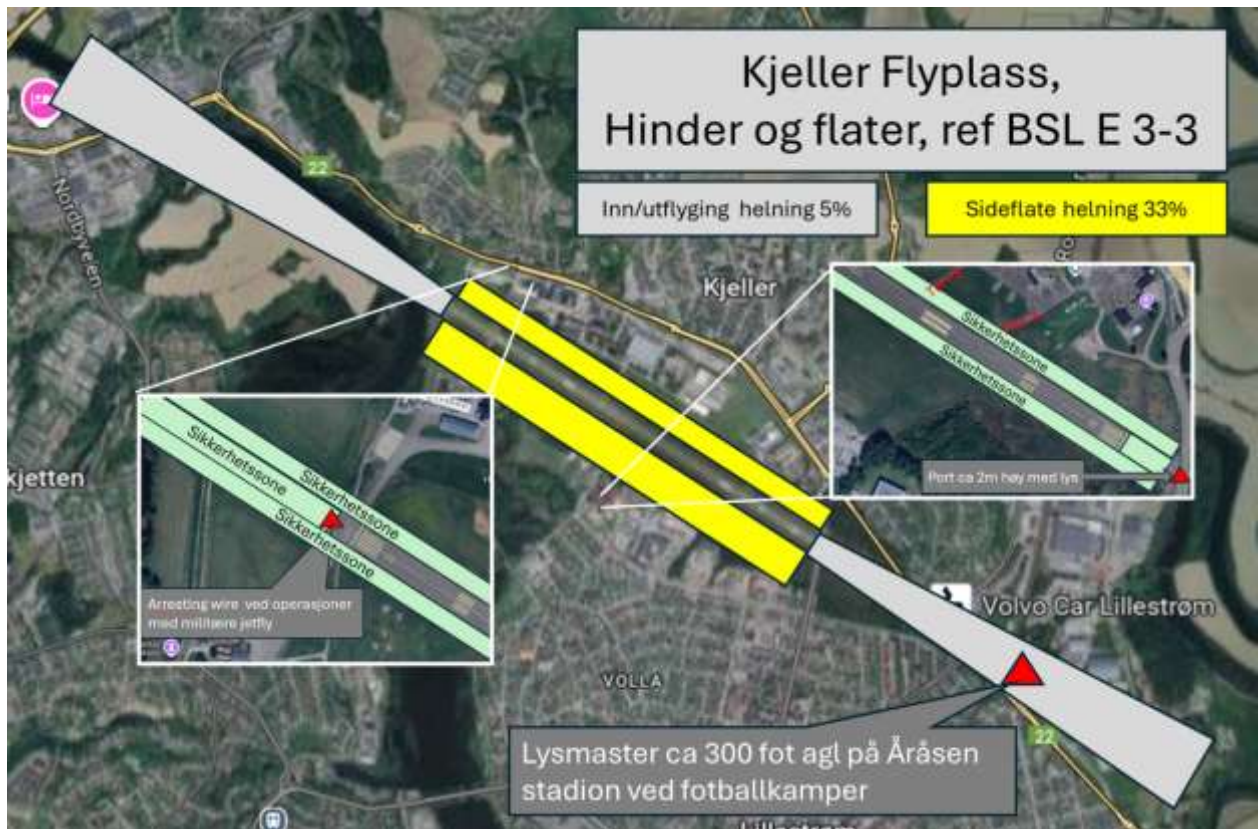 Kjeller Flyplass,
Hinder og flater, ref BSL E 3-3
Inn/utflyging helning 5%
Sideflate helning 33%
22
Nordbyveien
Kjeller
Ro
Sikkerhetssone
Sikkerhetssone
Port ca 2m høy med lys
Sikkerhetssone
Sikkerhetssone
Sikkerhetssone
kjetten
Arresting wire ved operasjoner
med militære jetfly
Volvo Car Lillestrøm
VOLLA
22
Lysmaster ca 300 fot agl på Åråsen
stadion ved fotballkamper
Lillestrøm